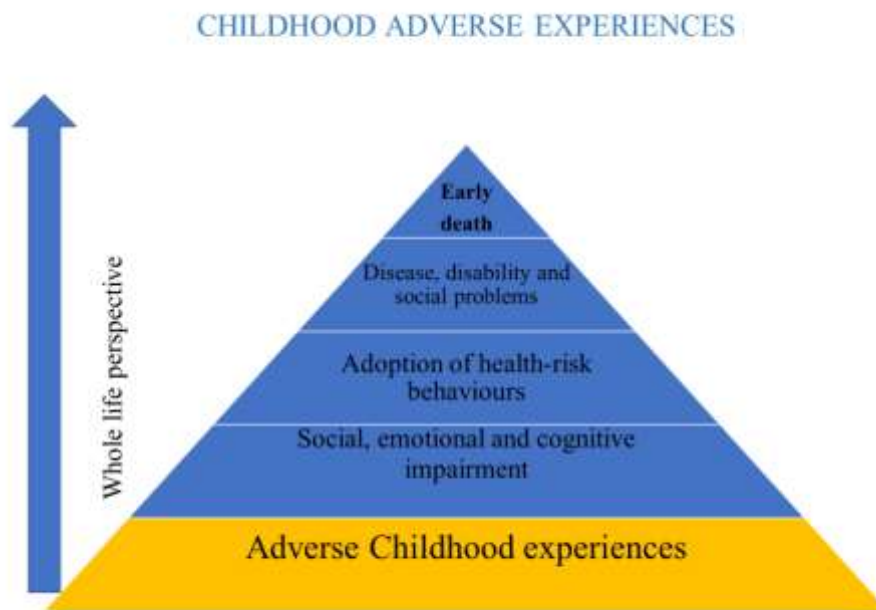 CHILDHOOD ADVERSE EXPERIENCES
Early
death
Disease, disability and
social problems
Adoption of health-risk
behaviours
Social, emotional and cognitive
impairment
Adverse Childhood experiences
Whole life perspective